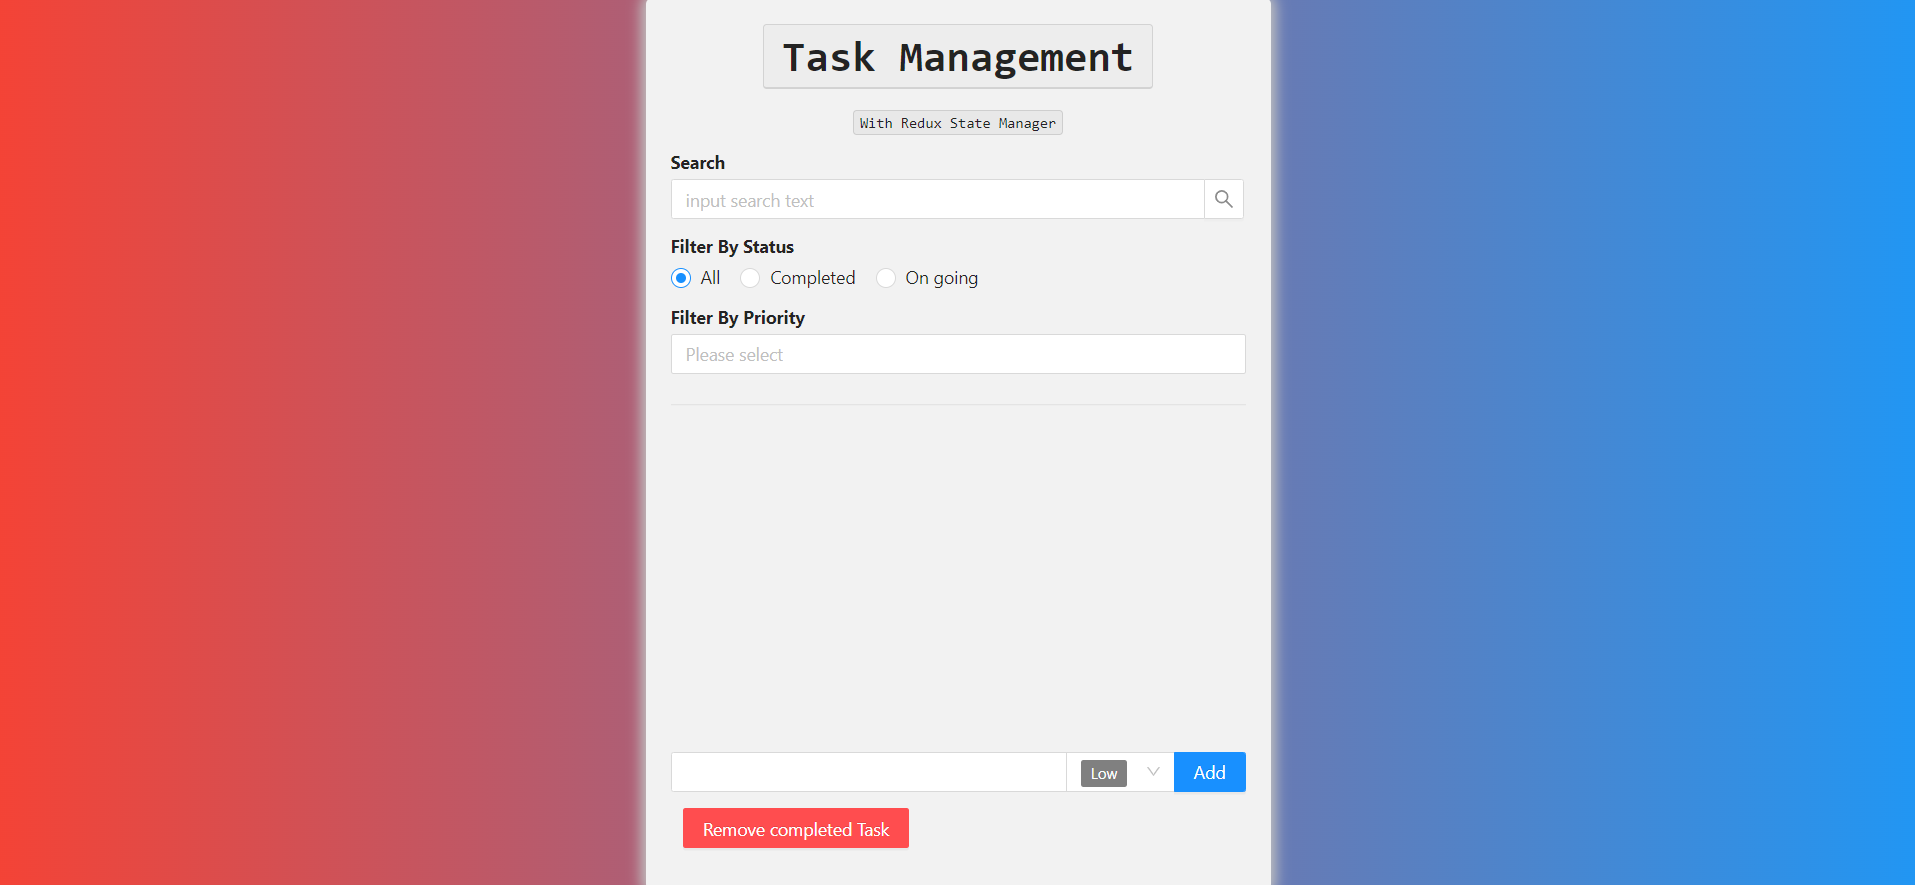 Task Management
With Redux State Manager
Search
input search text
Filter By Status
All Completed On going
Filter By Priority
Please select
Low Add
Remove completed Task